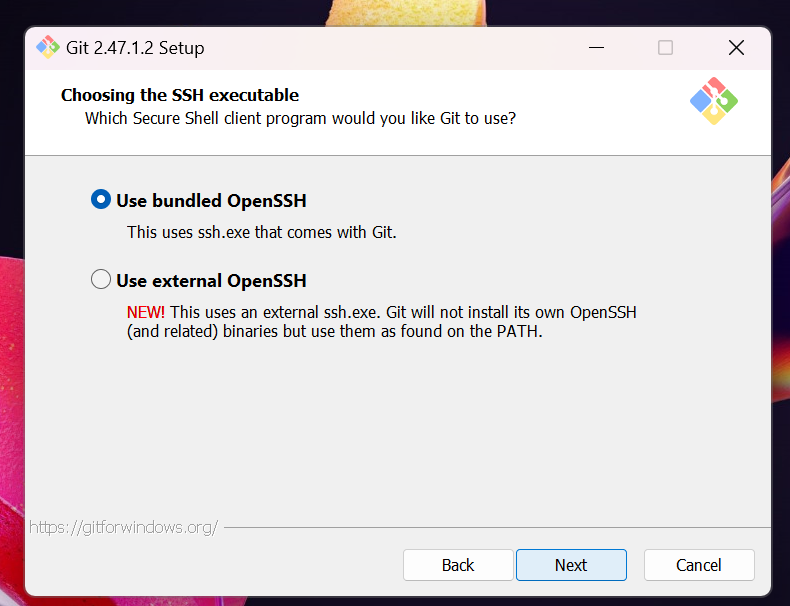 Git 2.47.1.2 Setup
Choosing the SSH executable
Which Secure Shell client program would you like Git to use?
Use bundled OpenSSH
This uses ssh.exe that comes with Git.
Use external OpenSSH
NEW! This uses an external ssh.exe. Git will not install its own OpenSSH
(and related) binaries but use them as found on the PATH.
https://gitforwindows.org/
Back
Next
Cancel